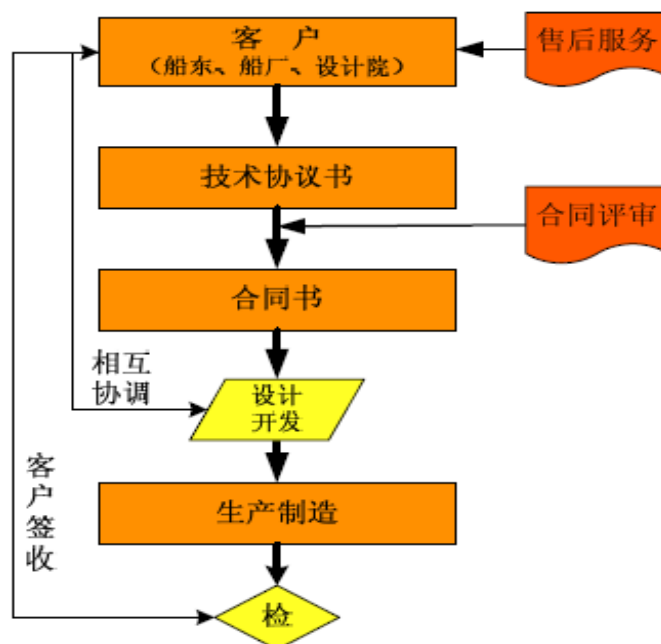 客 户
（船东、船厂、设计院）
售后服务
技术协议书
合同评审
合同书
相互
协调
设计
开发
客户签收
生产制造
检